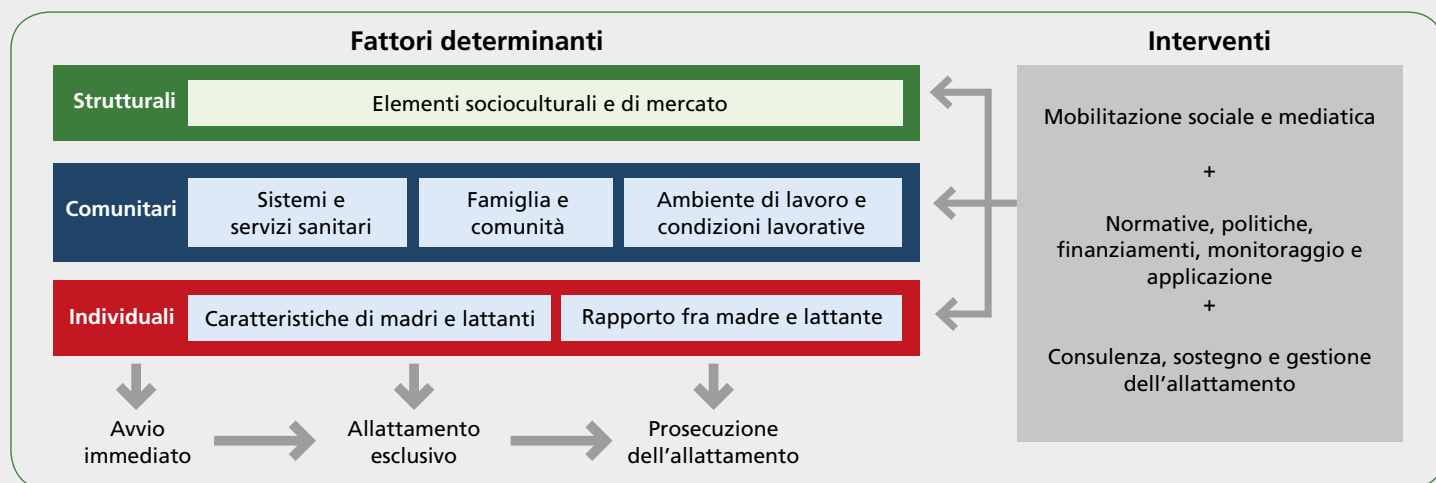 Fattori determinanti
Interventi
Strutturali
Elementi socioculturali e di mercato
Comunitari
Sistemi e
servizi sanitari
Famiglia e
comunità
Ambiente di lavoro e
condizioni lavorative
Individuali
Caratteristiche di madri e lattanti
Rapporto fra madre e lattante
Avvio
immediato
Allattamento
esclusivo
Prosecuzione
dell’allattamento
Mobilitazione sociale e mediatica
+
Normative, politiche,
finanziamenti, monitoraggio e
applicazione
+
Consulenza, sostegno e gestione
dell’allattamento